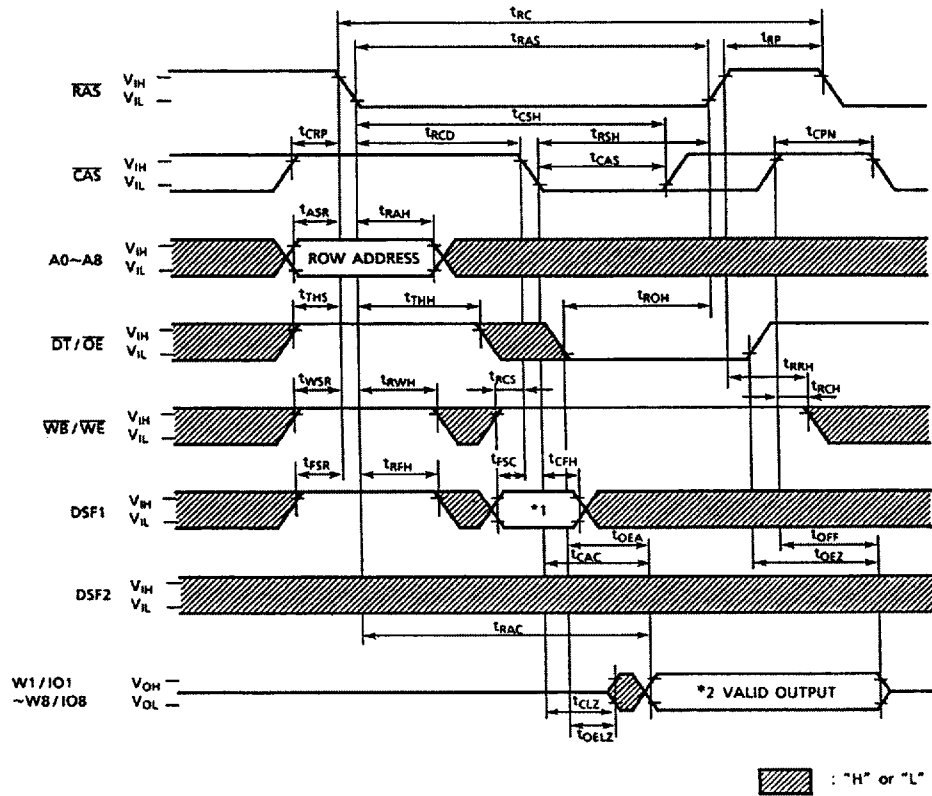 tRC
tRAS
tRP
RAS
VIH
VIL
tCSH
tCRP
tRCD
tRSH
tCPN
CAS
VIH
VIL
tCAS
tASR
tRAH
A0~A8
VIH
VIL
ROW ADDRESS
tTHS
tTHH
tROH
DT/OE
VIH
VIL
tRRH
tWSR
tRWH
tRCS
tRCH
WB/WE
VIH
VIL
tFSR
tRFH
tFSC
tCFH
DSF1
VIH
VIL
*1
tOEA
tOFF
tCAC
tOEZ
DSF2
VIH
VIL
tRAC
W1/IO1
~W8/IO8
VOH
VOL
*2 VALID OUTPUT
tCLZ
tOELZ
: "H" or "L"